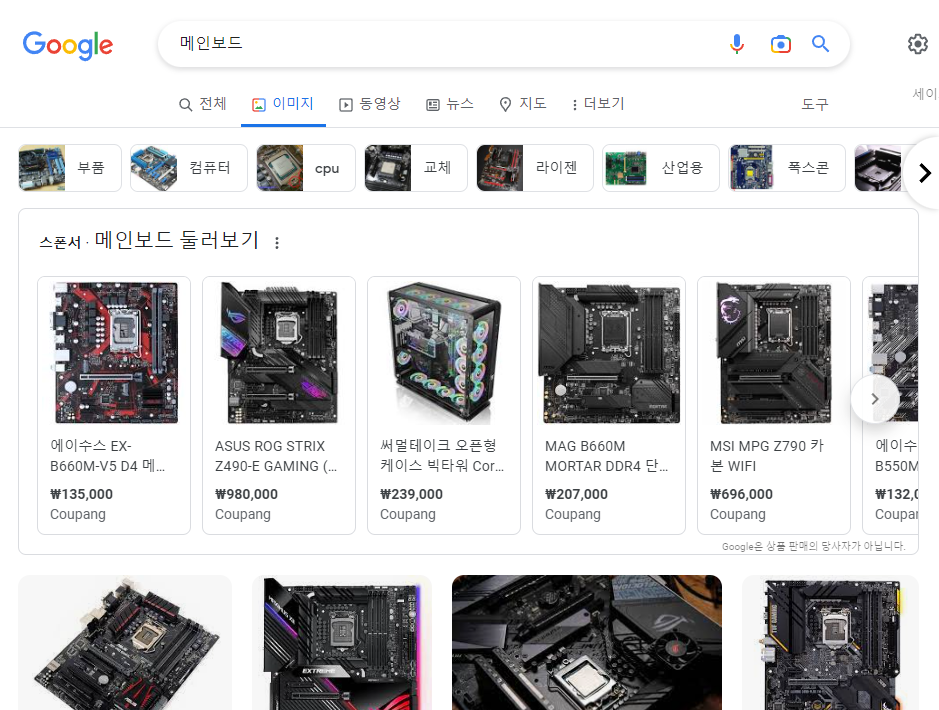 Google
메인보드
세이
전체
이미지
동영상
뉴스
지도
더보기
도구
부품
컴퓨터
cpu
교체
라이젠
산업용
폭스콘
스폰서 · 메인보드 둘러보기
에이수스 EX-
B660M-V5 D4 메...
₩135,000
Coupang
ASUS ROG STRIX
Z490-E GAMING (...
₩980,000
Coupang
써멀테이크 오픈형
케이스 빅타워 Cor...
₩239,000
Coupang
MAG B660M
MORTAR DDR4 단...
₩207,000
Coupang
MSI MPG Z790 카
본 WIFI
₩696,000
Coupang
에이수
B550M
₩132,0
Coupan
Google은 상품 판매의 당사자가 아닙니다.
EXTREME